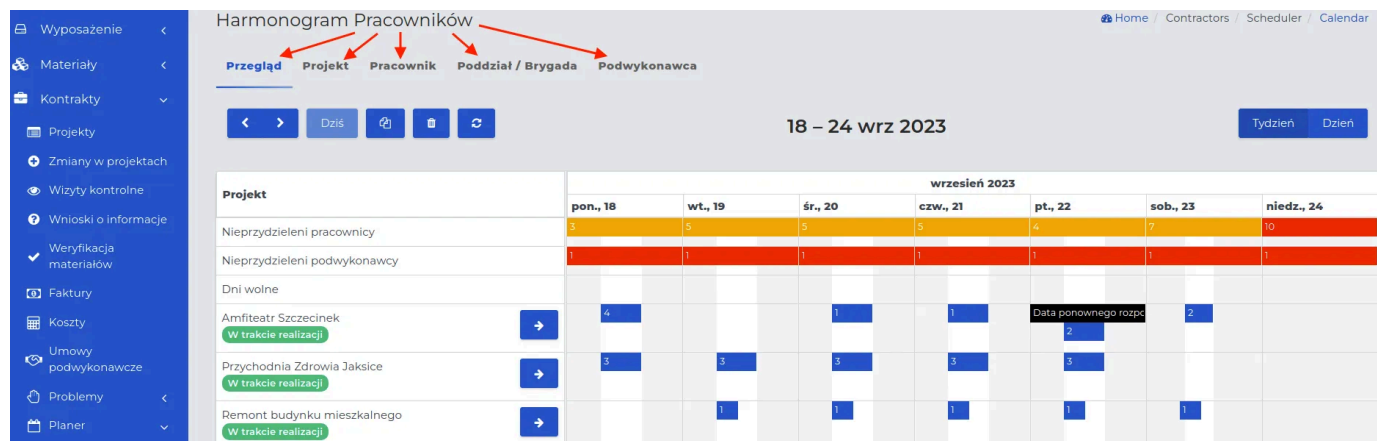 Harmonogram Pracowników
Home / Contractors / Scheduler / Calendar
Wyposażenie
Materiały
Kontrakty
Projekty
Zmiany w projektach
Wizyty kontrolne
Wnioski o informacje
Weryfikacja
materiałów
Faktury
Koszty
Umowy
podwykonawcze
Problemy
Planer
Przegląd Projekt Pracownik Poddział / Brygada Podwykonawca
Dziś
18 – 24 wrz 2023
Tydzień Dzień
Projekt
wrzesień 2023
pon., 18 wt., 19 śr., 20 czw., 21 pt., 22 sob., 23 niedz., 24
Nieprzydzieleni pracownicy 3 5 5 5 4 7 10
Nieprzydzieleni podwykonawcy 1 1 1 1 1 1 1
Dni wolne
Amfiteatr Szczecinek 4 1 1 Data ponownego rozpo 2
W trakcie realizacji 2
Przychodnia Zdrowia Jaksice 3 3 3 3 3
W trakcie realizacji
Remont budynku mieszkalnego 1 1 1 1 1
W trakcie realizacji